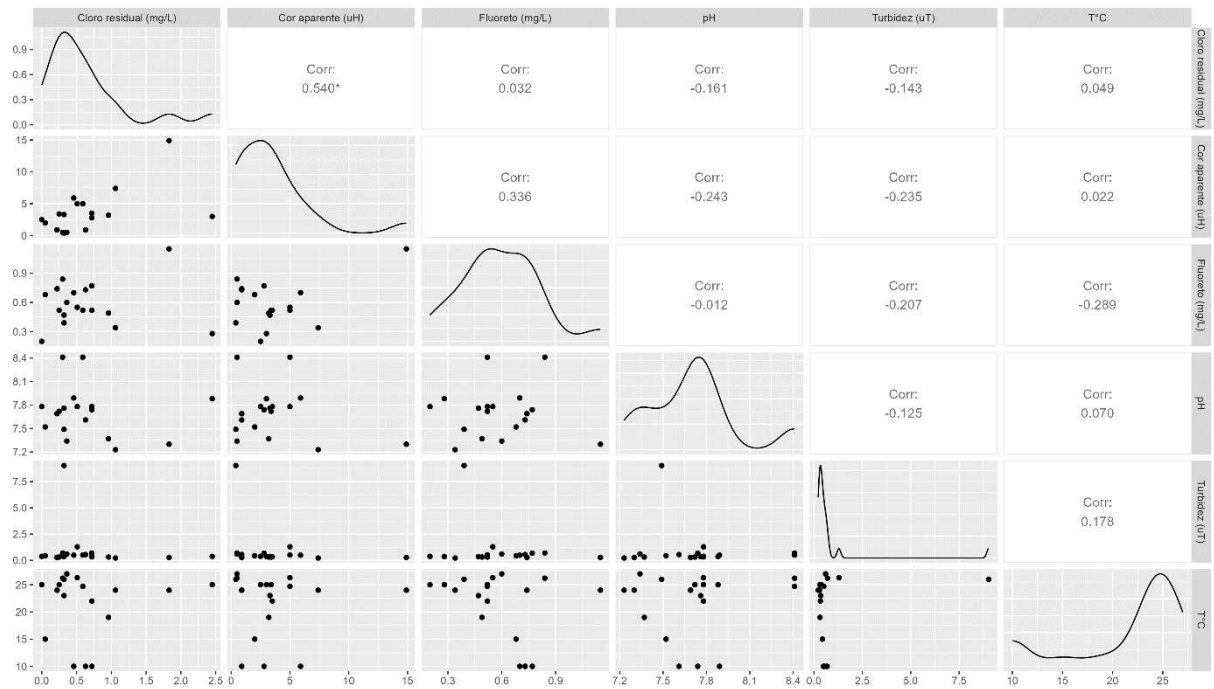 Cloro residual (mg/L)
Cor aparente (uH)
Fluoreto (mg/L)
pH
Turbidez (uT)
T°C
0.9
0.6
0.3
0.0
Corr:
0.540*
Corr:
0.032
Corr:
-0.161
Corr:
-0.143
Corr:
0.049
Cloro residual (mg/L)
15
10
5
0
Corr:
0.336
Corr:
-0.243
Corr:
-0.235
Corr:
0.022
Cor aparente (uH)
0.9
0.6
0.3
Corr:
-0.012
Corr:
-0.207
Corr:
-0.289
Fluoreto (mg/L)
8.4
8.1
7.8
7.5
7.2
Corr:
-0.125
Corr:
0.070
pH
7.5
5.0
2.5
0.0
Corr:
0.178
Turbidez (uT)
25
20
15
10
T°C
0.0 0.5 1.0 1.5 2.0 2.5
0 5 10 15
0.3 0.6 0.9
7.2 7.5 7.8 8.1 8.4
0.0 2.5 5.0 7.5
10 15 20 25